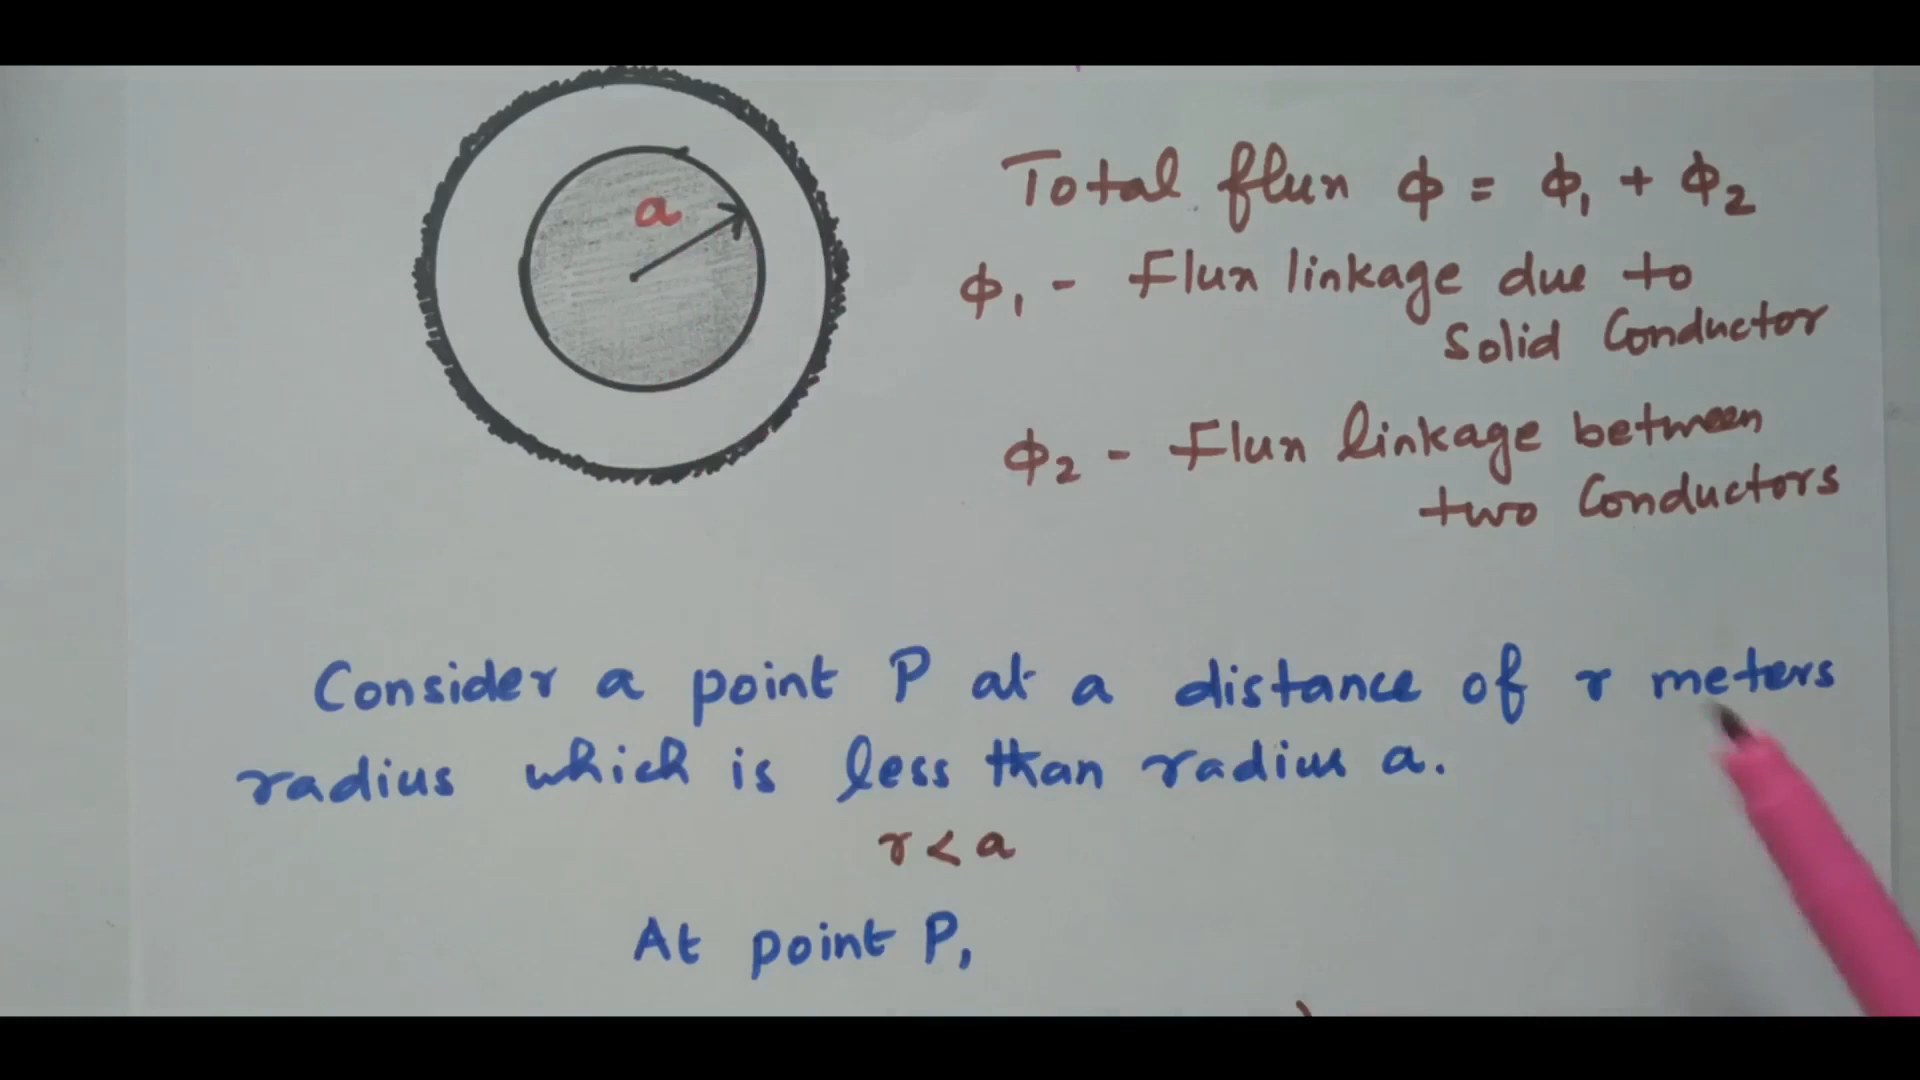 a
Total flux ϕ = ϕ₁ + ϕ₂
ϕ₁ - Flux linkage due to
Solid Conductor
ϕ₂ - Flux linkage between
two Conductors
Consider a point P at a distance of r meters
radius which is less than radius a.
r < a
At point P,